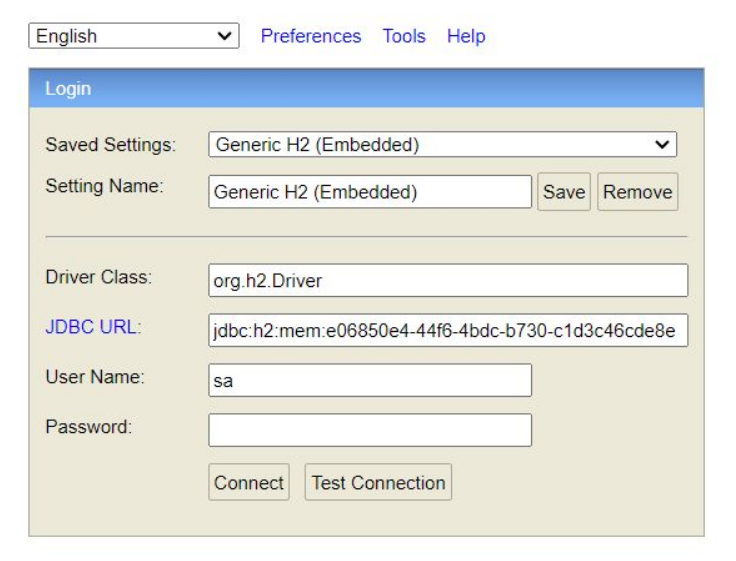 English Preferences Tools Help
Login
Saved Settings: Generic H2 (Embedded)
Setting Name: Generic H2 (Embedded) Save Remove
Driver Class: org.h2.Driver
JDBC URL: jdbc:h2:mem:e06850e4-44f6-4bdc-b730-c1d3c46cde8e
User Name: sa
Password:
Connect Test Connection